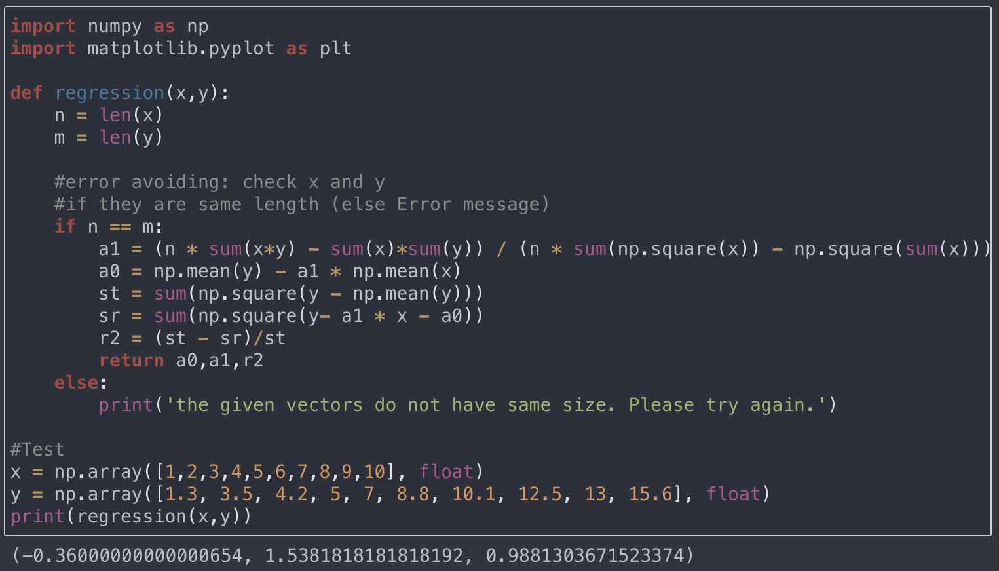 import numpy as np
import matplotlib.pyplot as plt

def regression(x,y):
    n = len(x)
    m = len(y)

    #error avoiding: check x and y
    #if they are same length (else Error message)
    if n == m:
        a1 = (n * sum(x*y) - sum(x)*sum(y)) / (n * sum(np.square(x)) - np.square(sum(x)))
        a0 = np.mean(y) - a1 * np.mean(x)
        st = sum(np.square(y - np.mean(y)))
        sr = sum(np.square(y- a1 * x - a0))
        r2 = (st - sr)/st
        return a0,a1,r2
    else:
        print('the given vectors do not have same size. Please try again.')

#Test
x = np.array([1,2,3,4,5,6,7,8,9,10], float)
y = np.array([1.3, 3.5, 4.2, 5, 7, 8.8, 10.1, 12.5, 13, 15.6], float)
print(regression(x,y))
(-0.36000000000000654, 1.5381818181818192, 0.9881303671523374)